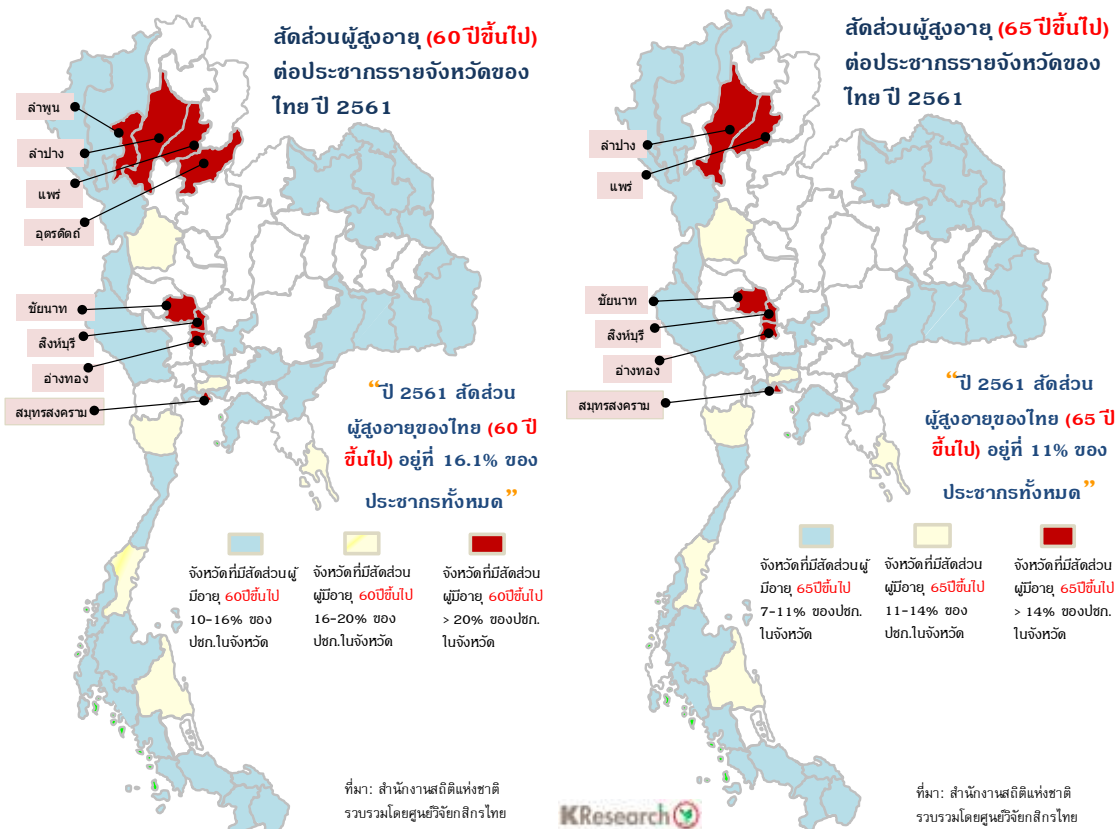 สัดส่วนผู้สูงอายุ (60 ปีขึ้นไป)
ต่อประชากรรายจังหวัดของ
ไทย ปี 2561
ลำพูน
ลำปาง
แพร่
อุตรดิตถ์
ชัยนาท
สิงห์บุรี
อ่างทอง
สมุทรสงคราม
“ปี 2561 สัดส่วน
ผู้สูงอายุของไทย (60 ปี
ขึ้นไป) อยู่ที่ 16.1% ของ
ประชากรทั้งหมด”
จังหวัดที่มีสัดส่วนผู้
มีอายุ 60ปีขึ้นไป
10-16% ของ
ปชก.ในจังหวัด
จังหวัดที่มีสัดส่วน
ผู้มีอายุ 60ปีขึ้นไป
16-20% ของ
ปชก.ในจังหวัด
จังหวัดที่มีสัดส่วน
ผู้มีอายุ 60ปีขึ้นไป
> 20% ของปชก.
ในจังหวัด
ที่มา: สำนักงานสถิติแห่งชาติ
รวบรวมโดยศูนย์วิจัยกสิกรไทย
KResearch
สัดส่วนผู้สูงอายุ (65 ปีขึ้นไป)
ต่อประชากรรายจังหวัดของ
ไทย ปี 2561
ลำปาง
แพร่
ชัยนาท
สิงห์บุรี
อ่างทอง
สมุทรสงคราม
“ปี 2561 สัดส่วน
ผู้สูงอายุของไทย (65 ปี
ขึ้นไป) อยู่ที่ 11% ของ
ประชากรทั้งหมด”
จังหวัดที่มีสัดส่วนผู้
มีอายุ 65ปีขึ้นไป
7-11% ของปชก.
ในจังหวัด
จังหวัดที่มีสัดส่วน
ผู้มีอายุ 65ปีขึ้นไป
11-14% ของ
ปชก.ในจังหวัด
จังหวัดที่มีสัดส่วน
ผู้มีอายุ 65ปีขึ้นไป
> 14% ของปชก.
ในจังหวัด
ที่มา: สำนักงานสถิติแห่งชาติ
รวบรวมโดยศูนย์วิจัยกสิกรไทย